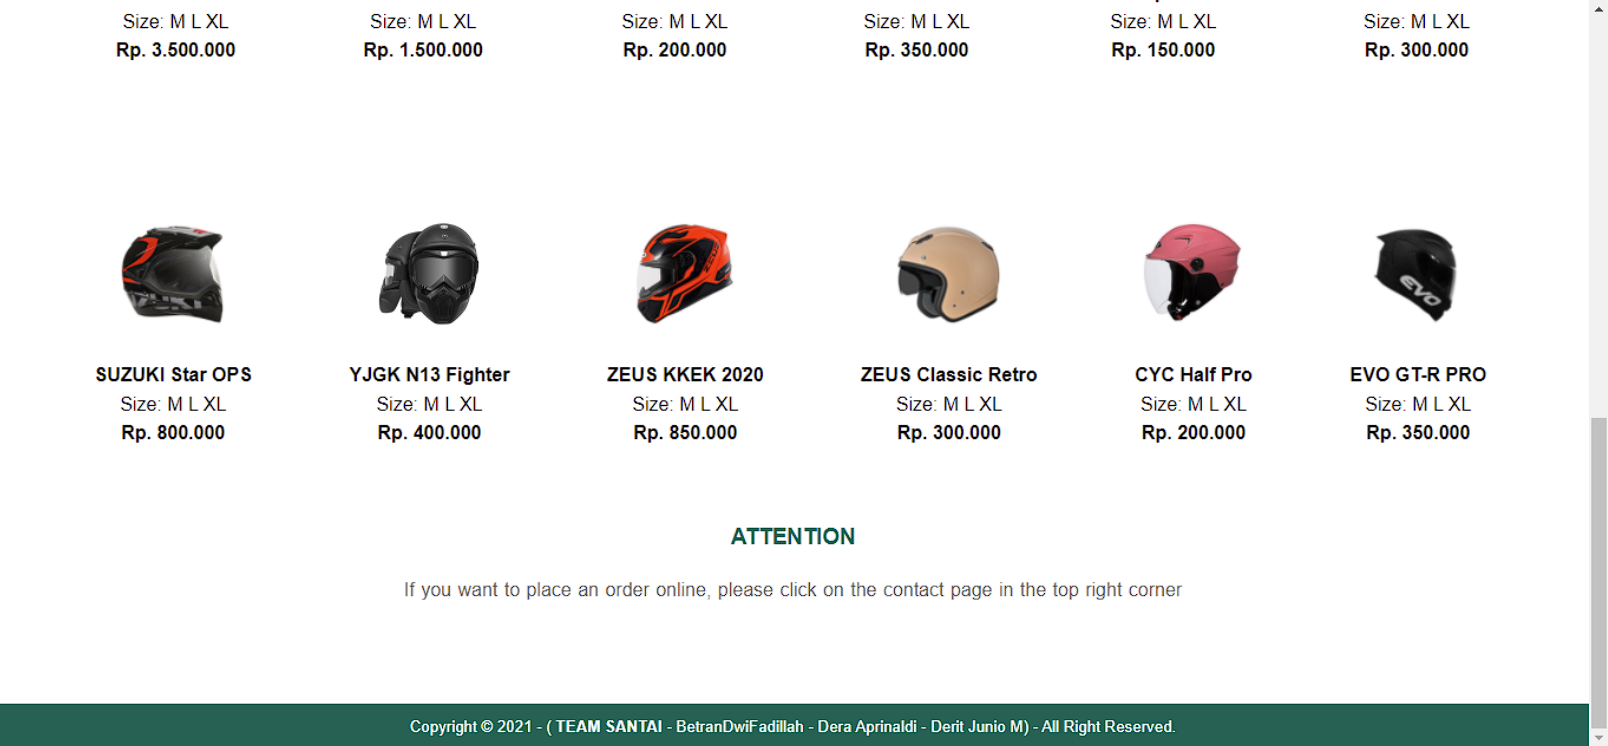 Size: M L XL Size: M L XL Size: M L XL Size: M L XL Size: M L XL Size: M L XL
Rp. 3.500.000 Rp. 1.500.000 Rp. 200.000 Rp. 350.000 Rp. 150.000 Rp. 300.000
EVO
SUZUKI Star OPS YJGK N13 Fighter ZEUS KKEK 2020 ZEUS Classic Retro CYC Half Pro EVO GT-R PRO
Size: M L XL Size: M L XL Size: M L XL Size: M L XL Size: M L XL Size: M L XL
Rp. 800.000 Rp. 400.000 Rp. 850.000 Rp. 300.000 Rp. 200.000 Rp. 350.000
ATTENTION
If you want to place an order online, please click on the contact page in the top right corner
Copyright © 2021 - ( TEAM SANTAI - BetranDwiFadillah - Dera Aprinaldi - Derit Junio M) - All Right Reserved.